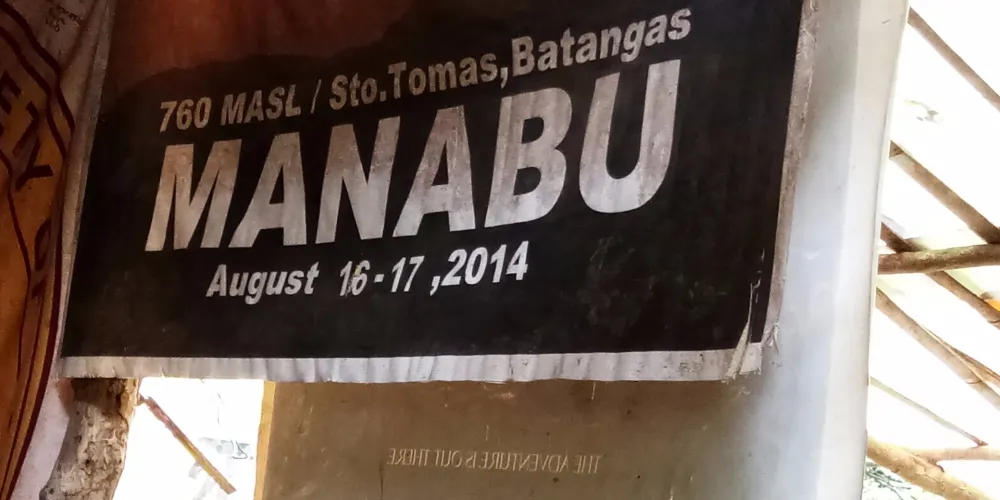 760 MASL / Sto.Tomas,Batangas
MANABU
August 16-17 ,2014
THE ADVENTURE IS OUT THERE